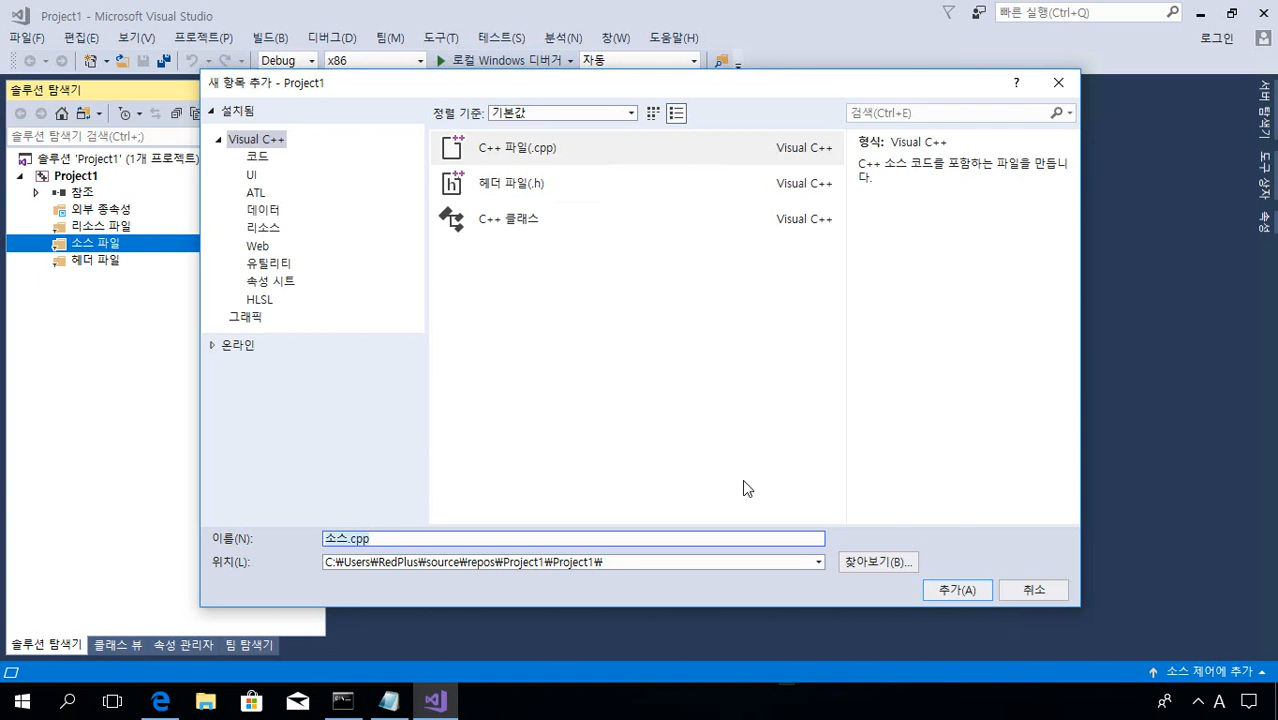 Project1 - Microsoft Visual Studio
빠른 실행(Ctrl+Q)
파일(F) 편집(E) 보기(V) 프로젝트(P) 빌드(B) 디버그(D) 팀(M) 도구(T) 테스트(S) 분석(N) 창(W) 도움말(H) 로그인
Debug x86 로컬 Windows 디버거 자동
솔루션 탐색기
솔루션 탐색기 검색(Ctrl+;)
솔루션 'Project1' (1개 프로젝트)
Project1
참조
외부 종속성
리소스 파일
소스 파일
헤더 파일
새 항목 추가 - Project1
?
설치됨
Visual C++
코드
UI
ATL
데이터
리소스
Web
유틸리티
속성 시트
HLSL
그래픽
온라인
정렬 기준: 기본값
C++ 파일(.cpp) Visual C++
헤더 파일(.h) Visual C++
C++ 클래스 Visual C++
검색(Ctrl+E)
형식: Visual C++
C++ 소스 코드를 포함하는 파일을 만듭니
다.
이름(N): 소스.cpp
위치(L): C:₩Users₩RedPlus₩source₩repos₩Project1₩Project1₩ 찾아보기(B)...
추가(A) 취소
서버 탐색기
도구 상자
속성
솔루션 탐색기 클래스 뷰 속성 관리자 팀 탐색기
소스 제어에 추가
A